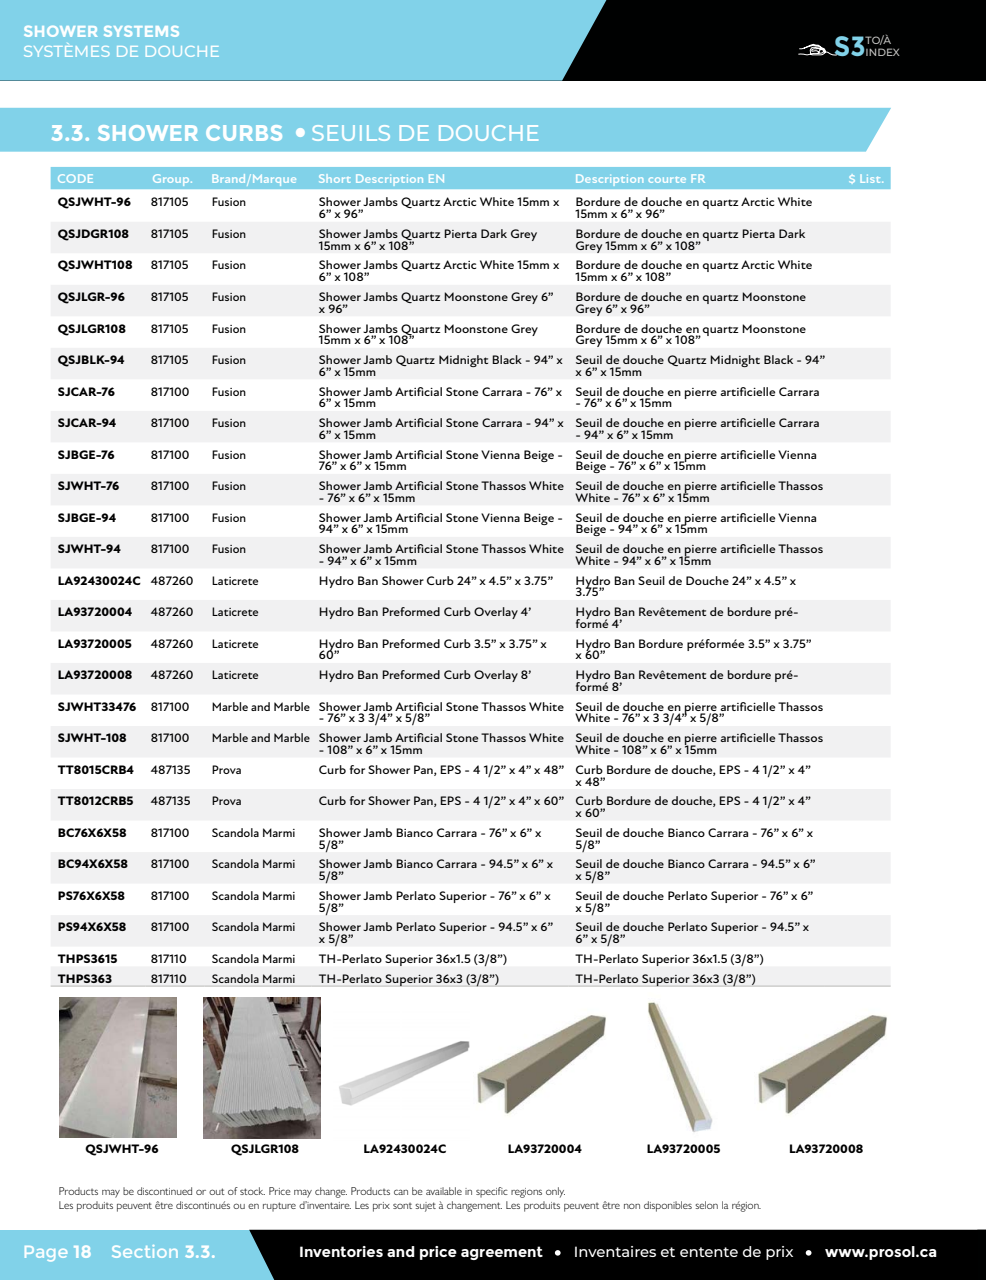 SHOWER SYSTEMS
SYSTÈMES DE DOUCHE
S3 TO/À INDEX
3.3. SHOWER CURBS • SEUILS DE DOUCHE
CODE Group. Brand/Marque Short Description EN Description courte FR $ List.
QSJWHT-96 817105 Fusion Shower Jambs Quartz Arctic White 15mm x Bordure de douche en quartz Arctic White
6” x 96” 15mm x 6” x 96”
QSJDGR108 817105 Fusion Shower Jambs Quartz Pierta Dark Grey Bordure de douche en quartz Pierta Dark
15mm x 6” x 108” Grey 15mm x 6” x 108”
QSJWHT108 817105 Fusion Shower Jambs Quartz Arctic White 15mm x Bordure de douche en quartz Arctic White
6” x 108” 15mm x 6” x 108”
QSJLGR-96 817105 Fusion Shower Jambs Quartz Moonstone Grey 6” Bordure de douche en quartz Moonstone
x 96” Grey 6” x 96”
QSJLGR108 817105 Fusion Shower Jambs Quartz Moonstone Grey Bordure de douche en quartz Moonstone
15mm x 6” x 108” Grey 15mm x 6” x 108”
QSJBLK-94 817105 Fusion Shower Jamb Quartz Midnight Black - 94” x Seuil de douche Quartz Midnight Black - 94”
6” x 15mm x 6” x 15mm
SJCAR-76 817100 Fusion Shower Jamb Artificial Stone Carrara - 76” x Seuil de douche en pierre artificielle Carrara
6” x 15mm - 76” x 6” x 15mm
SJCAR-94 817100 Fusion Shower Jamb Artificial Stone Carrara - 94” x Seuil de douche en pierre artificielle Carrara
6” x 15mm - 94” x 6” x 15mm
SJBGE-76 817100 Fusion Shower Jamb Artificial Stone Vienna Beige - Seuil de douche en pierre artificielle Vienna
76” x 6” x 15mm Beige - 76” x 6” x 15mm
SJWHT-76 817100 Fusion Shower Jamb Artificial Stone Thassos White Seuil de douche en pierre artificielle Thassos
- 76” x 6” x 15mm White - 76” x 6” x 15mm
SJBGE-94 817100 Fusion Shower Jamb Artificial Stone Vienna Beige - Seuil de douche en pierre artificielle Vienna
94” x 6” x 15mm Beige - 94” x 6” x 15mm
SJWHT-94 817100 Fusion Shower Jamb Artificial Stone Thassos White Seuil de douche en pierre artificielle Thassos
- 94” x 6” x 15mm White - 94” x 6” x 15mm
LA92430024C 487260 Laticrete Hydro Ban Shower Curb 24” x 4.5” x 3.75” Hydro Ban Seuil de Douche 24” x 4.5” x
3.75”
LA93720004 487260 Laticrete Hydro Ban Preformed Curb Overlay 4’ Hydro Ban Revêtement de bordure pré-
formé 4’
LA93720005 487260 Laticrete Hydro Ban Preformed Curb 3.5” x 3.75” x Hydro Ban Bordure préformée 3.5” x 3.75”
60” x 60”
LA93720008 487260 Laticrete Hydro Ban Preformed Curb Overlay 8’ Hydro Ban Revêtement de bordure pré-
formé 8’
SJWHT33476 817100 Marble and Marble Shower Jamb Artificial Stone Thassos White Seuil de douche en pierre artificielle Thassos
- 76” x 3 3/4” x 5/8” White - 76” x 3 3/4” x 5/8”
SJWHT-108 817100 Marble and Marble Shower Jamb Artificial Stone Thassos White Seuil de douche en pierre artificielle Thassos
- 108” x 6” x 15mm White - 108” x 6” x 15mm
TT8015CRB4 487135 Prova Curb for Shower Pan, EPS - 4 1/2” x 4” x 48” Curb Bordure de douche, EPS - 4 1/2” x 4”
x 48”
TT8012CRB5 487135 Prova Curb for Shower Pan, EPS - 4 1/2” x 4” x 60” Curb Bordure de douche, EPS - 4 1/2” x 4”
x 60”
BC76X6X58 817100 Scandola Marmi Shower Jamb Bianco Carrara - 76” x 6” x Seuil de douche Bianco Carrara - 76” x 6” x
5/8” 5/8”
BC94X6X58 817100 Scandola Marmi Shower Jamb Bianco Carrara - 94.5” x 6” x Seuil de douche Bianco Carrara - 94.5” x 6”
5/8” x 5/8”
PS76X6X58 817100 Scandola Marmi Shower Jamb Perlato Superior - 76” x 6” x Seuil de douche Perlato Superior - 76” x 6”
5/8” x 5/8”
PS94X6X58 817100 Scandola Marmi Shower Jamb Perlato Superior - 94.5” x 6” Seuil de douche Perlato Superior - 94.5” x
x 5/8” 6” x 5/8”
THPS3615 817110 Scandola Marmi TH-Perlato Superior 36x1.5 (3/8”) TH-Perlato Superior 36x1.5 (3/8”)
THPS363 817110 Scandola Marmi TH-Perlato Superior 36x3 (3/8”) TH-Perlato Superior 36x3 (3/8”)
QSJWHT-96 QSJLGR108 LA92430024C LA93720004 LA93720005 LA93720008
Products may be discontinued or out of stock. Price may change. Products can be available in specific regions only.
Les produits peuvent être discontinués ou en rupture d’inventaire. Les prix sont sujet à changement. Les produits peuvent être non disponibles selon la région.
Page 18 Section 3.3. Inventories and price agreement • Inventaires et entente de prix • www.prosol.ca